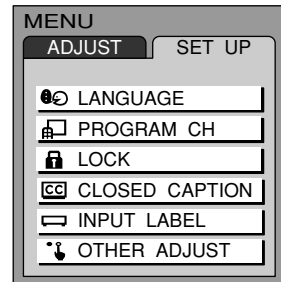 MENU
ADJUST SET UP
LANGUAGE
PROGRAM CH
LOCK
CC CLOSED CAPTION
INPUT LABEL
OTHER ADJUST